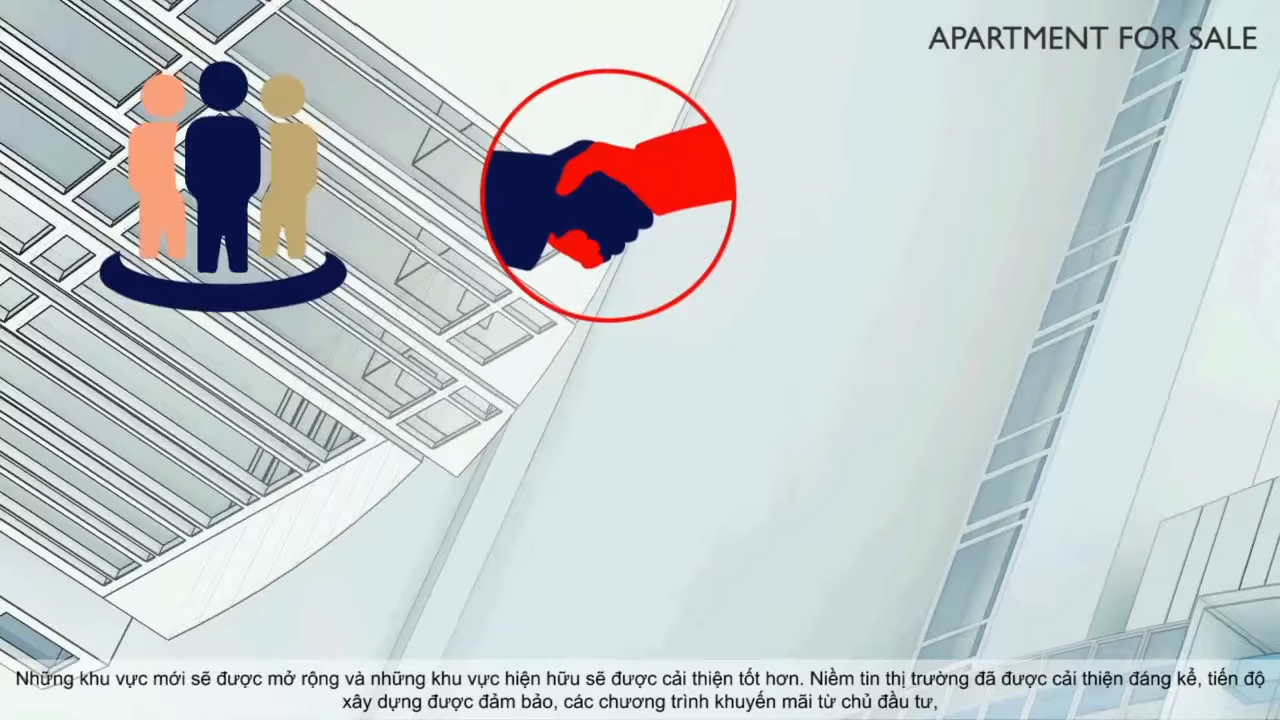 APARTMENT FOR SALE
Những khu vực mới sẽ được mở rộng và những khu vực hiện hữu sẽ được cải thiện tốt hơn. Niềm tin thị trường đã được cải thiện đáng kể, tiến độ
xây dựng được đảm bảo, các chương trình khuyến mãi từ chủ đầu tư,